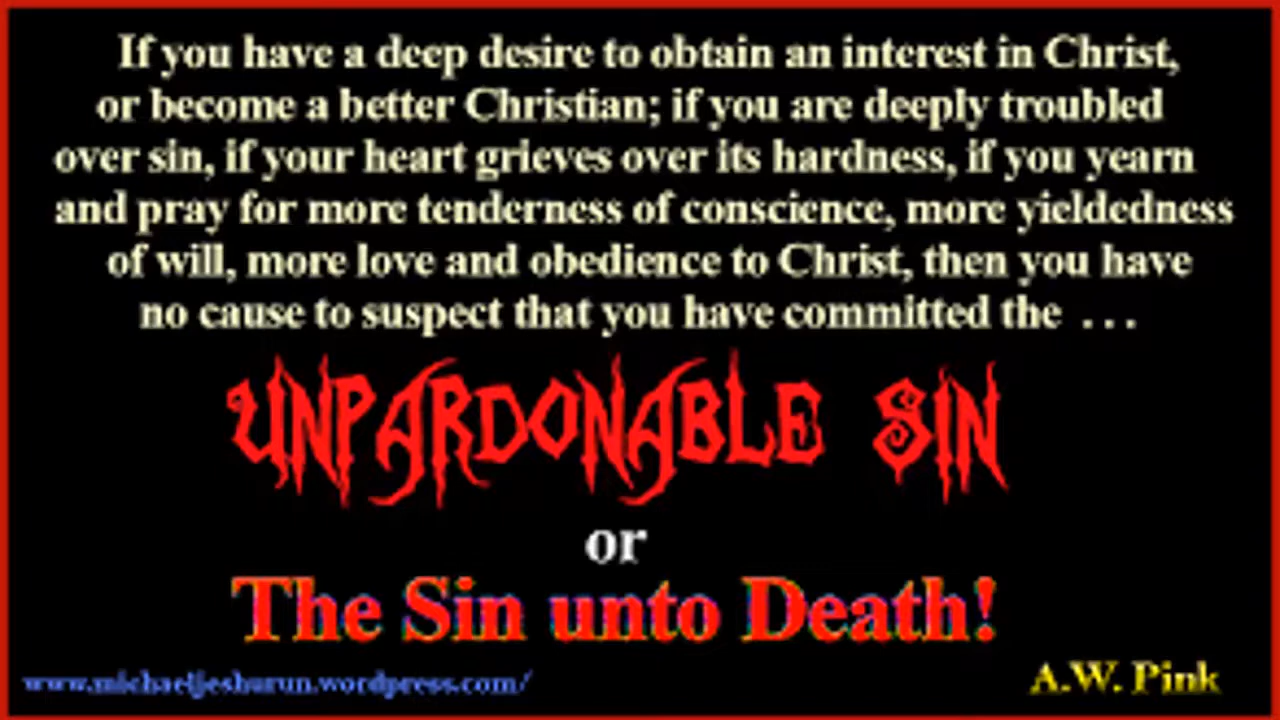 If you have a deep desire to obtain an interest in Christ,
or become a better Christian; if you are deeply troubled
over sin, if your heart grieves over its hardness, if you yearn
and pray for more tenderness of conscience, more yieldedness
of will, more love and obedience to Christ, then you have
no cause to suspect that you have committed the ...
UNPARDONABLE SIN
or
The Sin unto Death!
www.michaeljeshurun.wordpress.com/
A.W. Pink